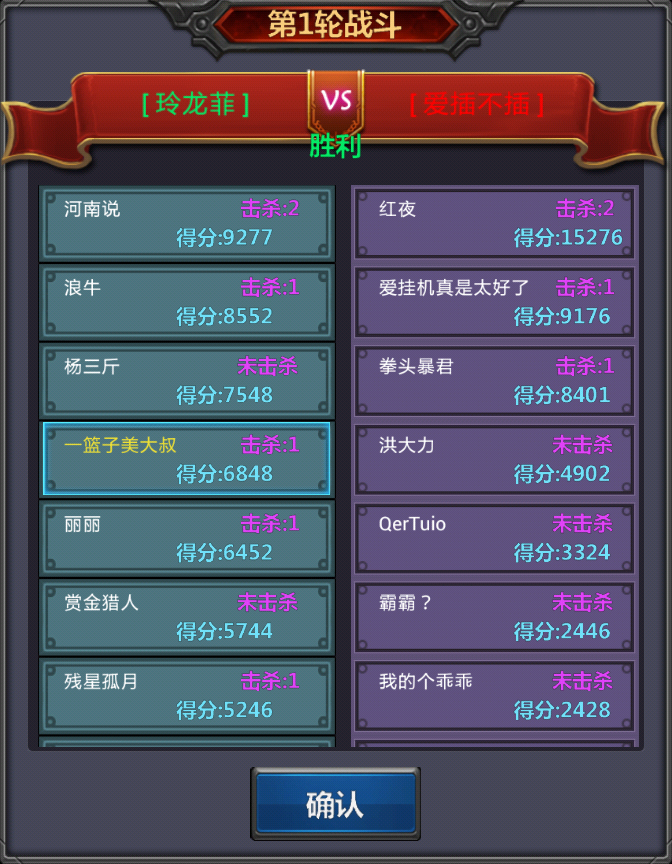 第1轮战斗
[ 玲龙菲 ] VS [ 爱插不插 ]
胜利
河南说 击杀:2
得分:9277
红夜 击杀:2
得分:15276
浪牛 击杀:1
得分:8552
爱挂机真是太好了 击杀:1
得分:9176
杨三斤 未击杀
得分:7548
拳头暴君 击杀:1
得分:8401
一篮子美大叔 击杀:1
得分:6848
洪大力 未击杀
得分:4902
丽丽 击杀:1
得分:6452
QerTuio 未击杀
得分:3324
赏金猎人 未击杀
得分:5744
霸霸？ 未击杀
得分:2446
残星孤月 击杀:1
得分:5246
我的个乖乖 未击杀
得分:2428
确认